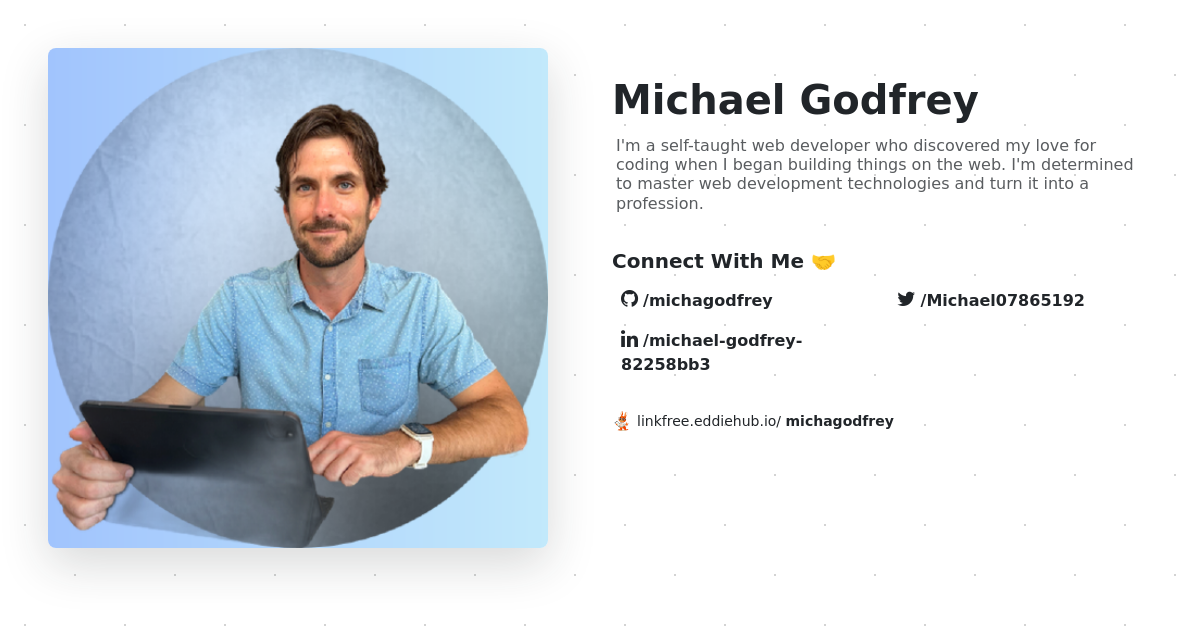 Michael Godfrey
I'm a self-taught web developer who discovered my love for
coding when I began building things on the web. I'm determined
to master web development technologies and turn it into a
profession.
Connect With Me 🤝
/michagodfrey
/Michael07865192
/michael-godfrey-
82258bb3
linkfree.eddiehub.io/ michagodfrey